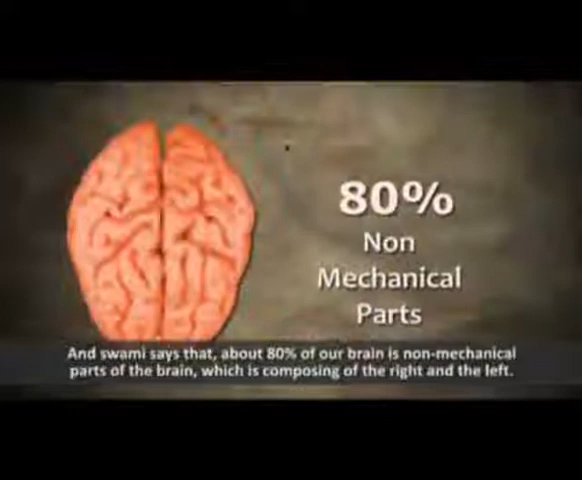 80%
Non
Mechanical
Parts
And swami says that, about 80% of our brain is non-mechanical
parts of the brain, which is composing of the right and the left.